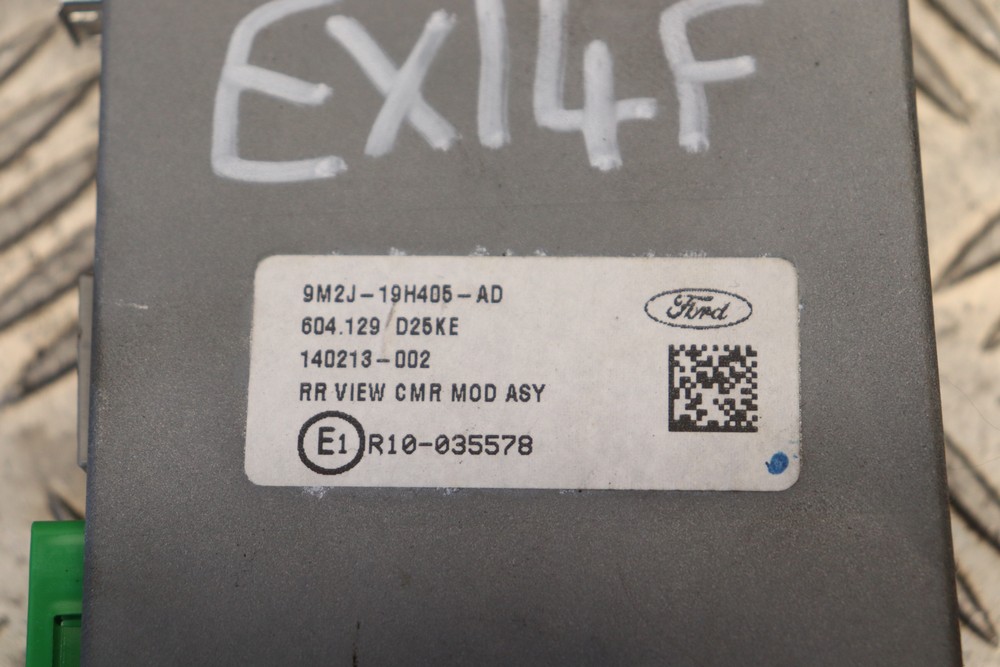 EX14F
9M2J-19H405-AD
Ford
604.129 D25KE
140213-002
RR VIEW CMR MOD ASY
E1 R10-035578